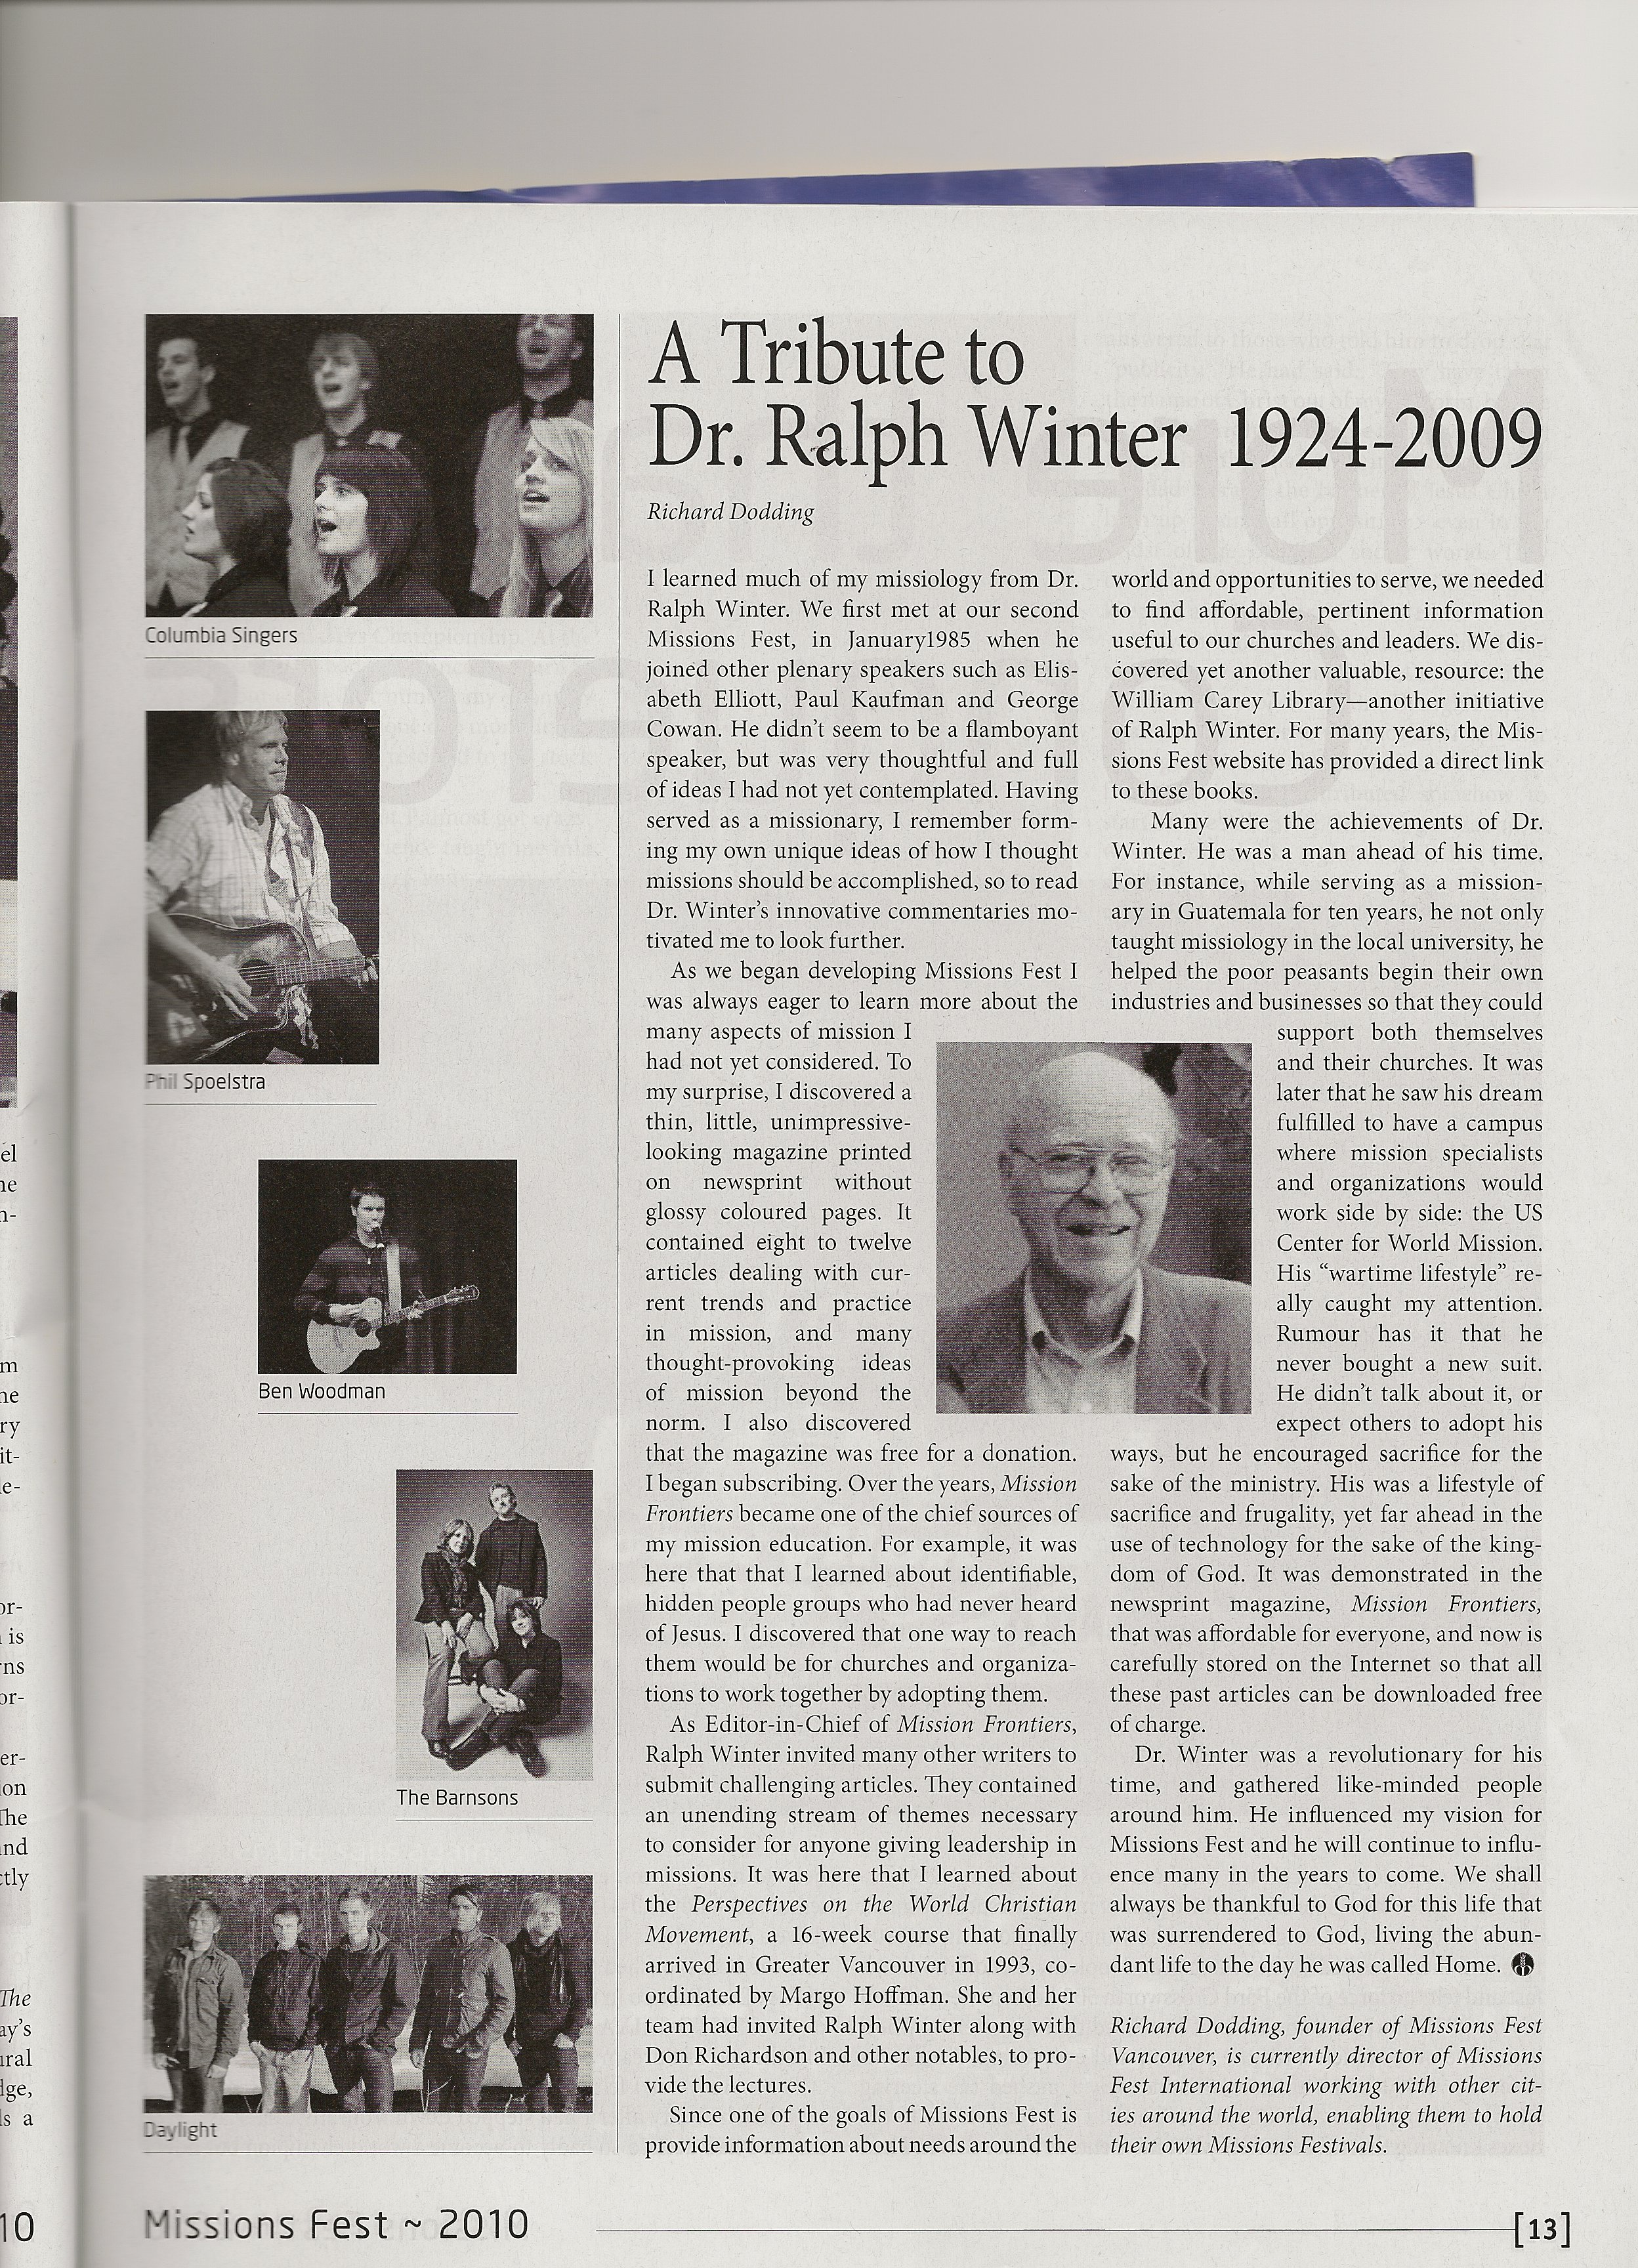 Columbia Singers
Phil Spoelstra
Ben Woodman
The Barnsons
Daylight
A Tribute to
Dr. Ralph Winter 1924-2009
Richard Dodding
I learned much of my missiology from Dr.
Ralph Winter. We first met at our second
Missions Fest, in January1985 when he
joined other plenary speakers such as Elis-
abeth Elliott, Paul Kaufman and George
Cowan. He didn’t seem to be a flamboyant
speaker, but was very thoughtful and full
of ideas I had not yet contemplated. Having
served as a missionary, I remember form-
ing my own unique ideas of how I thought
missions should be accomplished, so to read
Dr. Winter’s innovative commentaries mo-
tivated me to look further.
As we began developing Missions Fest I
was always eager to learn more about the
many aspects of mission I
had not yet considered. To
my surprise, I discovered a
thin, little, unimpressive-
looking magazine printed
on newsprint without
glossy coloured pages. It
contained eight to twelve
articles dealing with cur-
rent trends and practice
in mission, and many
thought-provoking ideas
of mission beyond the
norm. I also discovered
that the magazine was free for a donation.
I began subscribing. Over the years, Mission
Frontiers became one of the chief sources of
my mission education. For example, it was
here that that I learned about identifiable,
hidden people groups who had never heard
of Jesus. I discovered that one way to reach
them would be for churches and organiza-
tions to work together by adopting them.
As Editor-in-Chief of Mission Frontiers,
Ralph Winter invited many other writers to
submit challenging articles. They contained
an unending stream of themes necessary
to consider for anyone giving leadership in
missions. It was here that I learned about
the Perspectives on the World Christian
Movement, a 16-week course that finally
arrived in Greater Vancouver in 1993, co-
ordinated by Margo Hoffman. She and her
team had invited Ralph Winter along with
Don Richardson and other notables, to pro-
vide the lectures.
Since one of the goals of Missions Fest is
provide information about needs around the
world and opportunities to serve, we needed
to find affordable, pertinent information
useful to our churches and leaders. We dis-
covered yet another valuable, resource: the
William Carey Library—another initiative
of Ralph Winter. For many years, the Mis-
sions Fest website has provided a direct link
to these books.
Many were the achievements of Dr.
Winter. He was a man ahead of his time.
For instance, while serving as a mission-
ary in Guatemala for ten years, he not only
taught missiology in the local university, he
helped the poor peasants begin their own
industries and businesses so that they could
support both themselves
and their churches. It was
later that he saw his dream
fulfilled to have a campus
where mission specialists
and organizations would
work side by side: the US
Center for World Mission.
His “wartime lifestyle” re-
ally caught my attention.
Rumour has it that he
never bought a new suit.
He didn’t talk about it, or
expect others to adopt his
ways, but he encouraged sacrifice for the
sake of the ministry. His was a lifestyle of
sacrifice and frugality, yet far ahead in the
use of technology for the sake of the king-
dom of God. It was demonstrated in the
newsprint magazine, Mission Frontiers,
that was affordable for everyone, and now is
carefully stored on the Internet so that all
these past articles can be downloaded free
of charge.
Dr. Winter was a revolutionary for his
time, and gathered like-minded people
around him. He influenced my vision for
Missions Fest and he will continue to influ-
ence many in the years to come. We shall
always be thankful to God for this life that
was surrendered to God, living the abun-
dant life to the day he was called Home.
Richard Dodding, founder of Missions Fest
Vancouver, is currently director of Missions
Fest International working with other cit-
ies around the world, enabling them to hold
their own Missions Festivals.
Missions Fest ~ 2010
[13]